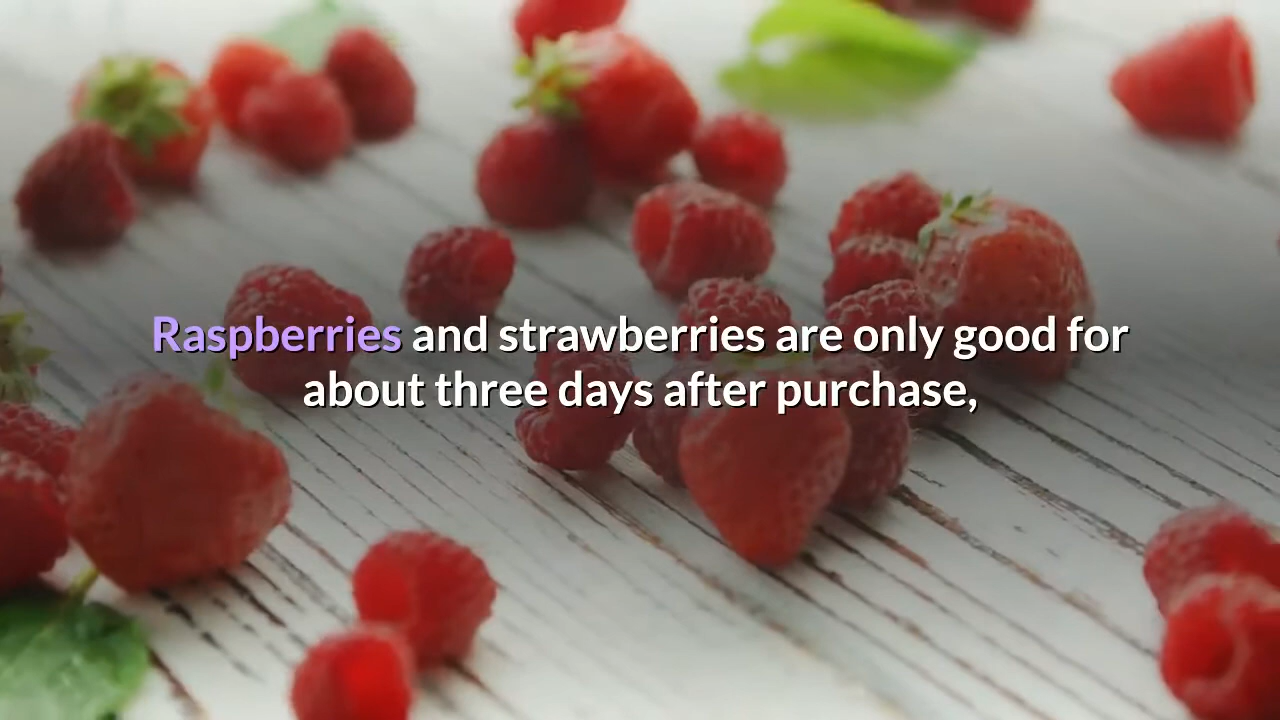 Raspberries and strawberries are only good for
about three days after purchase,